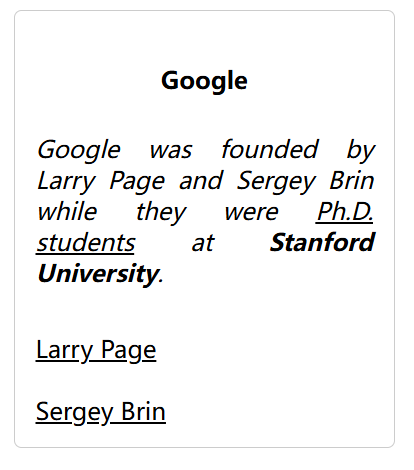 Google
Google was founded by
Larry Page and Sergey Brin
while they were Ph.D.
students at Stanford
University.
Larry Page
Sergey Brin